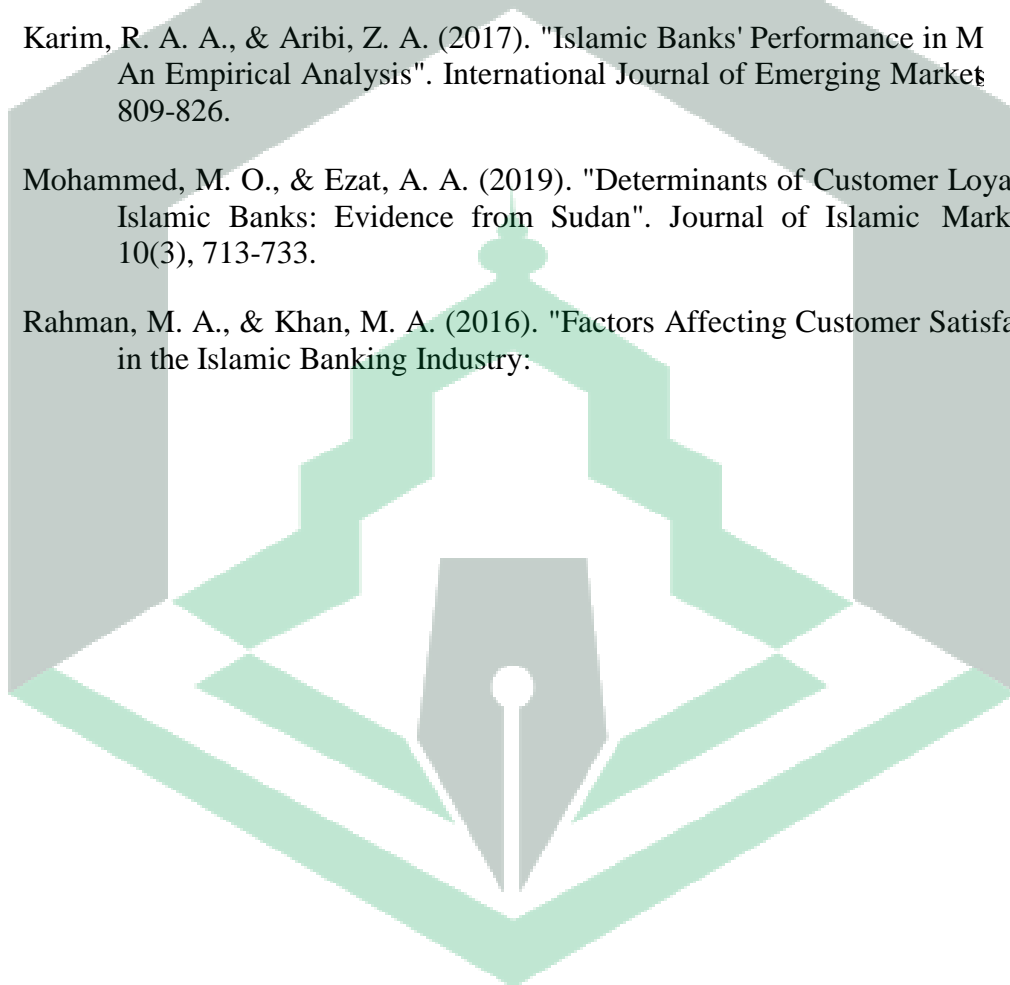 Karim, R. A. A., & Aribi, Z. A. (2017). "Islamic Banks' Performance in M
An Empirical Analysis". International Journal of Emerging Markets
809-826.
Mohammed, M. O., & Ezat, A. A. (2019). "Determinants of Customer Loya
Islamic Banks: Evidence from Sudan". Journal of Islamic Mark
10(3), 713-733.
Rahman, M. A., & Khan, M. A. (2016). "Factors Affecting Customer Satisfa
in the Islamic Banking Industry: